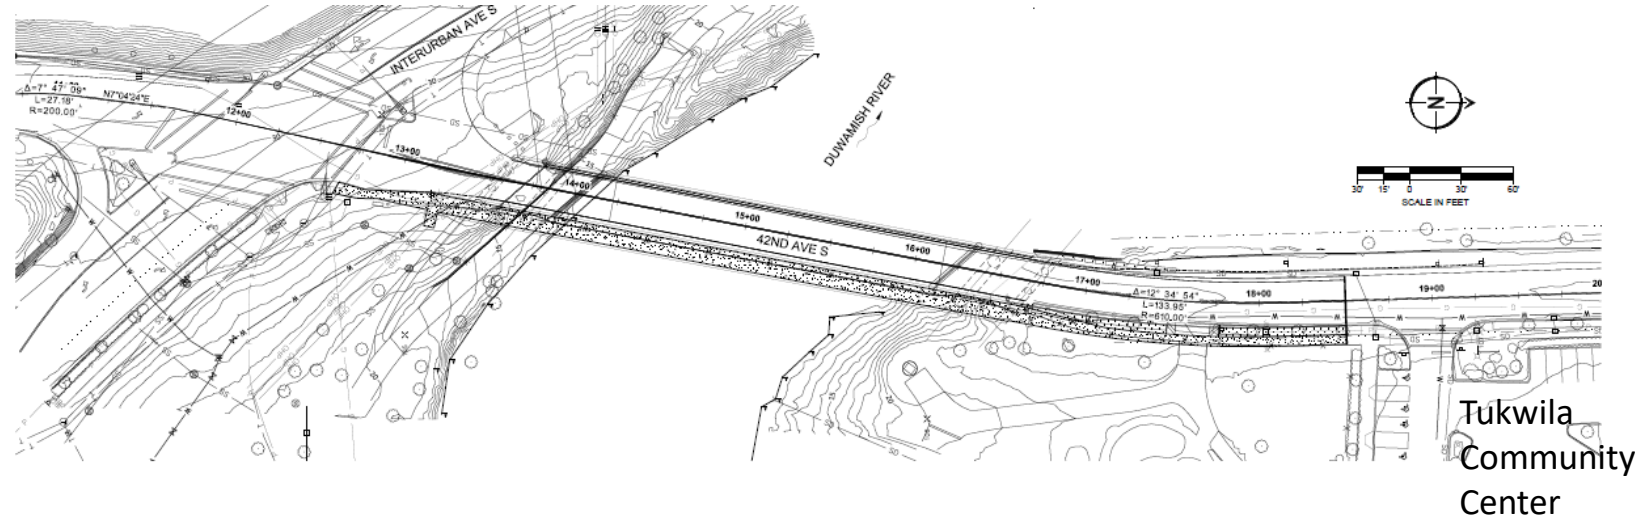 INTERURBAN AVE S
Δ=7° 47' 09"
L=27.18'
R=200.00'
N7°04'24"E
12+00
13+00
14+00
15+00
42ND AVE S
16+00
17+00
Δ=12° 34' 54"
L=133.95'
R=610.00'
18+00
19+00
20
DUWAMISH RIVER
N
30' 15' 0 30' 60'
SCALE IN FEET
Tukwila
Community
Center